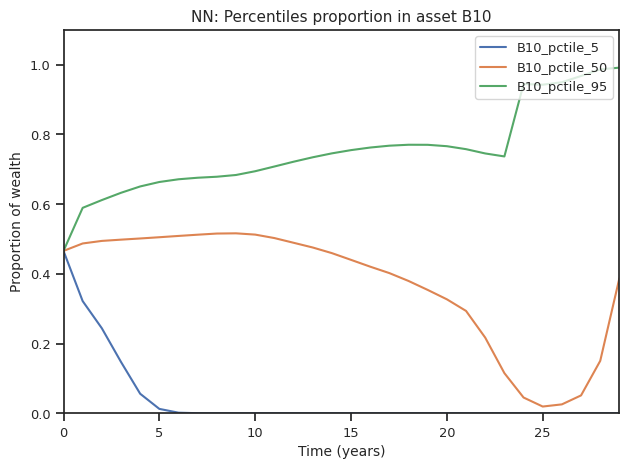 NN: Percentiles proportion in asset B10
B10_pctile_5
B10_pctile_50
B10_pctile_95
Proportion of wealth
1.0
0.8
0.6
0.4
0.2
0.0
0 5 10 15 20 25
Time (years)